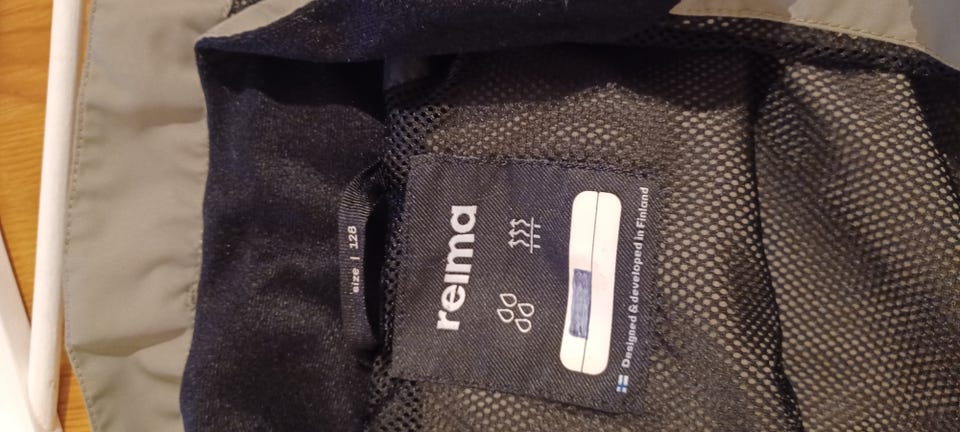 size | 128
reima
Designed & developed in Finland